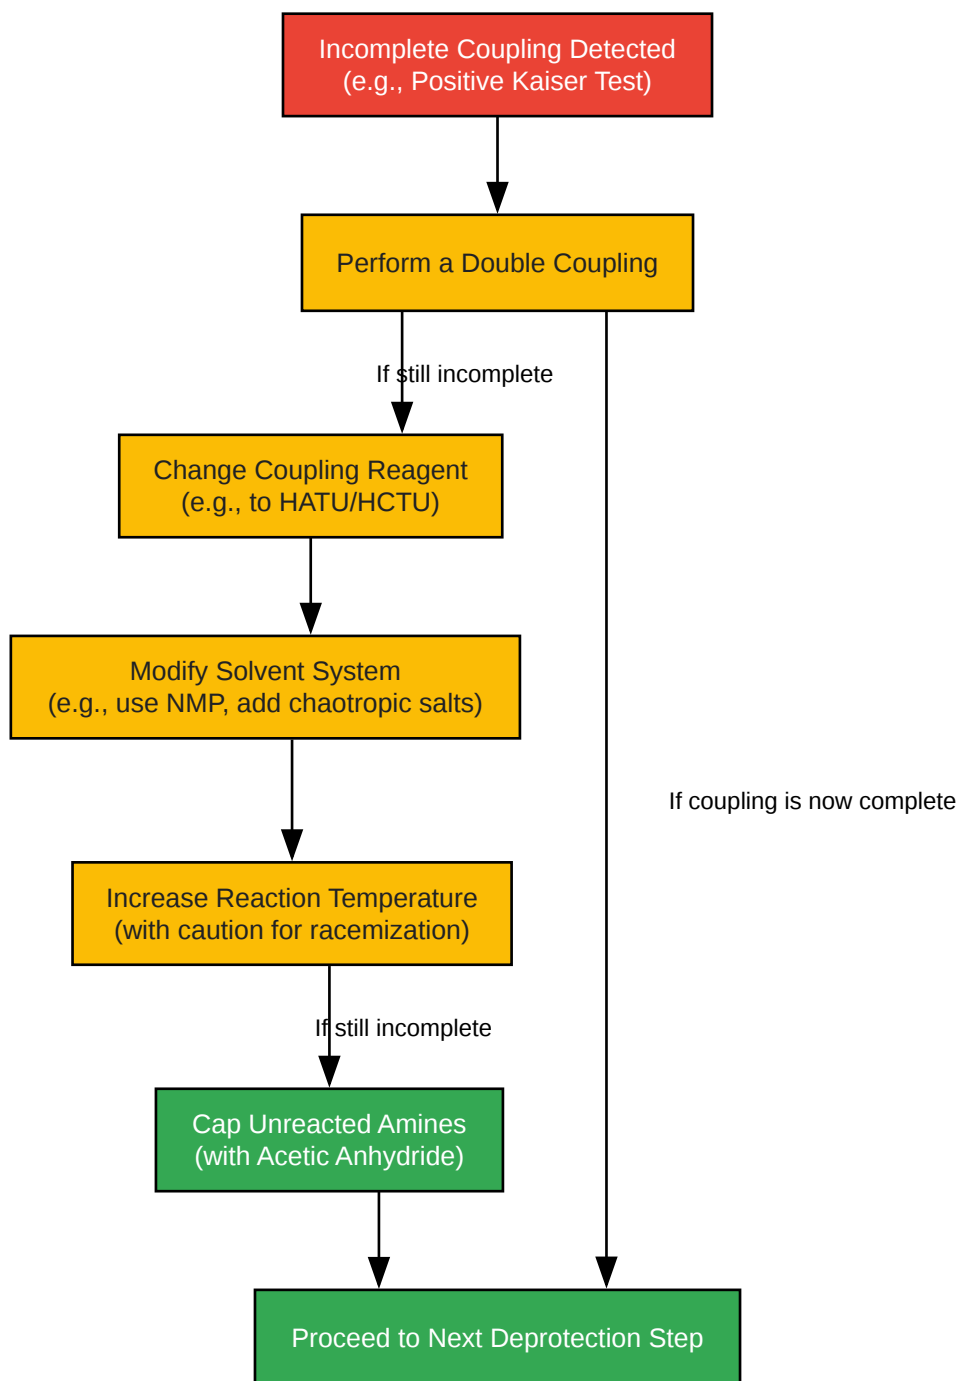 Incomplete Coupling Detected
(e.g., Positive Kaiser Test)
Perform a Double Coupling
If still incomplete
Change Coupling Reagent
(e.g., to HATU/HCTU)
Modify Solvent System
(e.g., use NMP, add chaotropic salts)
If coupling is now complete
Increase Reaction Temperature
(with caution for racemization)
If still incomplete
Cap Unreacted Amines
(with Acetic Anhydride)
Proceed to Next Deprotection Step